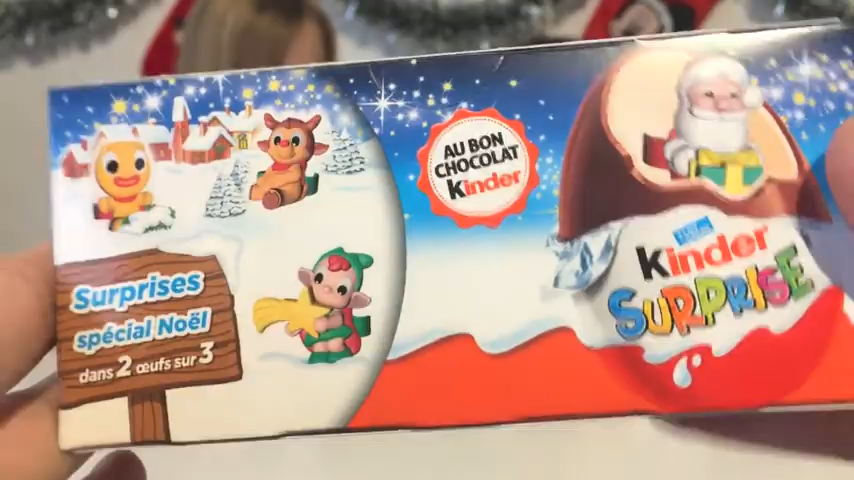 AU BON
CHOCOLAT
Kinder
Kinder
SURPRISE
Surprises
spécial Noël
dans 2 œufs sur 3